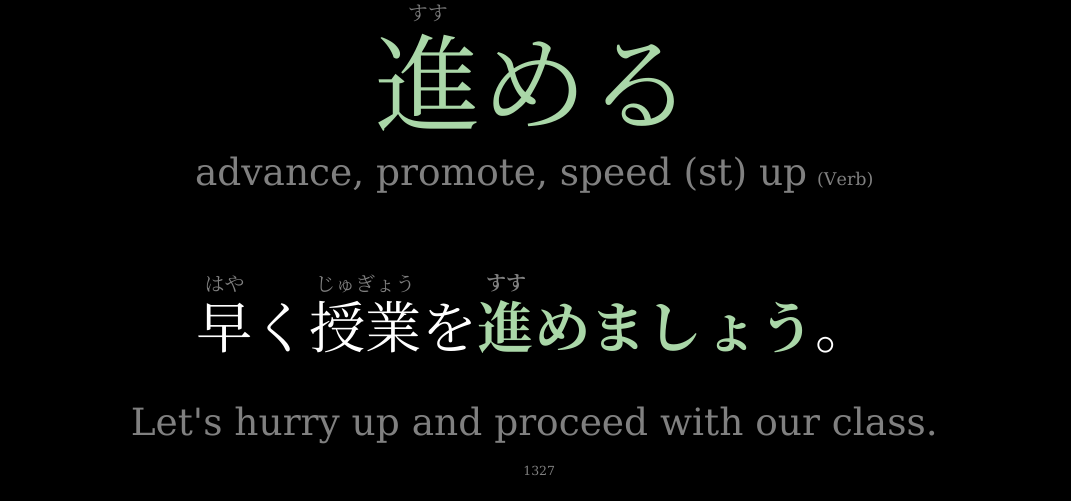 すす
進める
advance, promote, speed (st) up (Verb)
はや じゅぎょう すす
早く授業を進めましょう。
Let's hurry up and proceed with our class.
1327